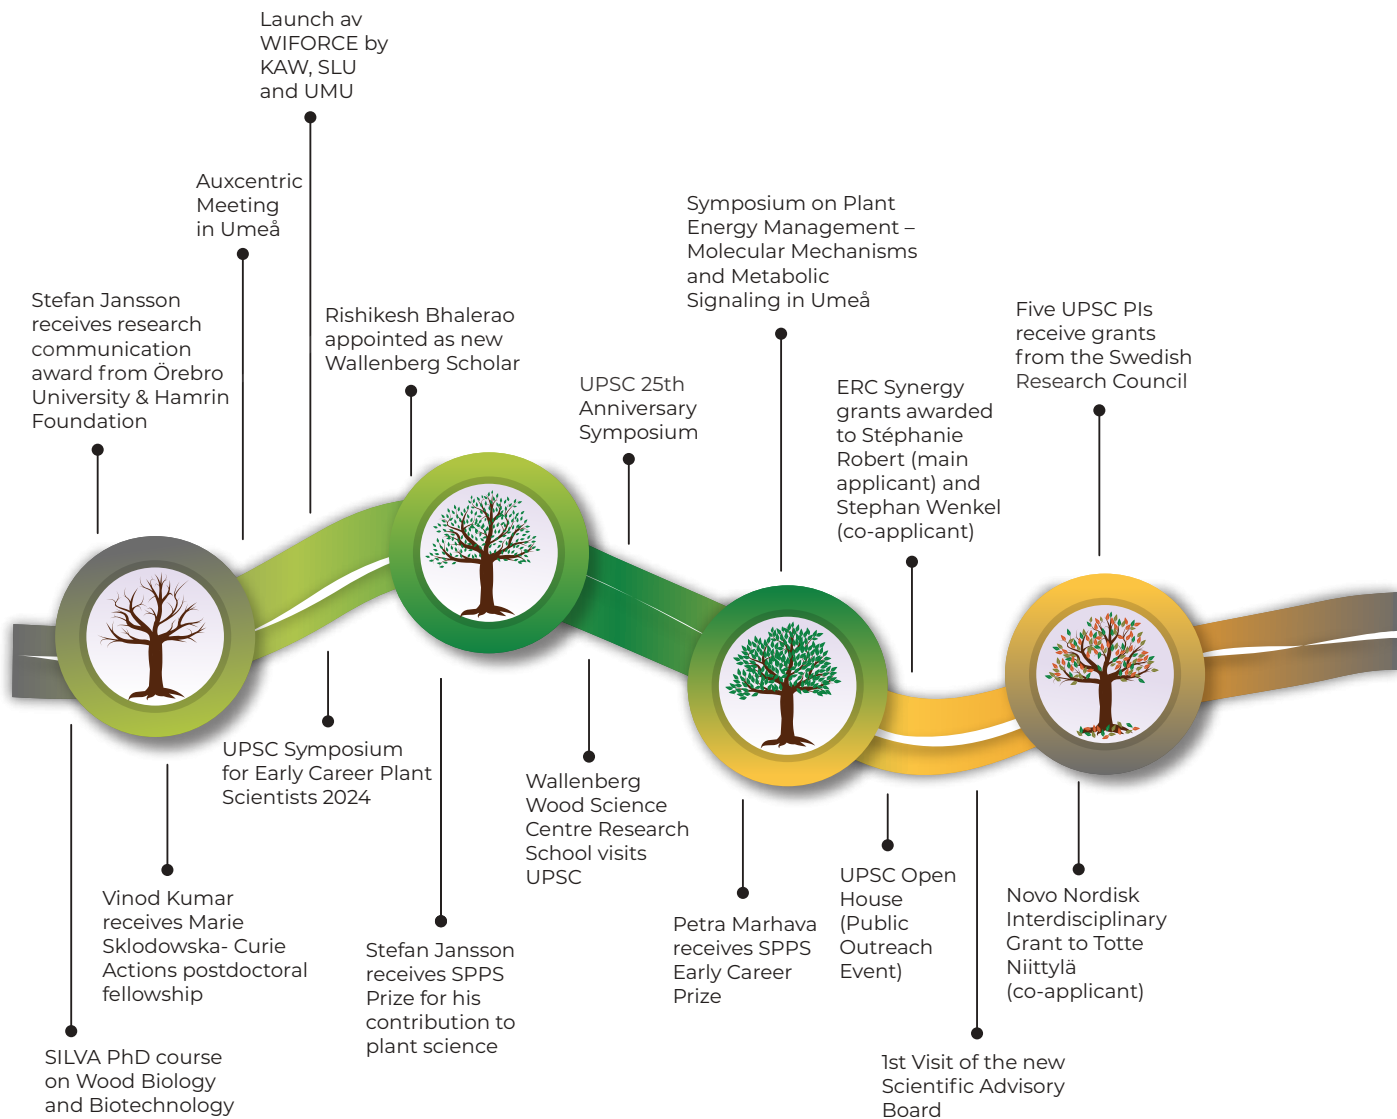 Launch av
WIFORCE by
KAW, SLU
and UMU
Auxcentric
Meeting
in Umeå
Stefan Jansson
receives research
communication
award from Örebro
University & Hamrin
Foundation
Rishikesh Bhalerao
appointed as new
Wallenberg Scholar
UPSC 25th
Anniversary
Symposium
Symposium on Plant
Energy Management –
Molecular Mechanisms
and Metabolic
Signaling in Umeå
ERC Synergy
grants awarded
to Stéphanie
Robert (main
applicant) and
Stephan Wenkel
(co-applicant)
Five UPSC PIs
receive grants
from the Swedish
Research Council
SILVA PhD course
on Wood Biology
and Biotechnology
Vinod Kumar
receives Marie
Sklodowska- Curie
Actions postdoctoral
fellowship
UPSC Symposium
for Early Career Plant
Scientists 2024
Stefan Jansson
receives SPPS
Prize for his
contribution to
plant science
Wallenberg
Wood Science
Centre Research
School visits
UPSC
Petra Marhava
receives SPPS
Early Career
Prize
UPSC Open
House
(Public
Outreach
Event)
1st Visit of the new
Scientific Advisory
Board
Novo Nordisk
Interdisciplinary
Grant to Totte
Niittylä
(co-applicant)